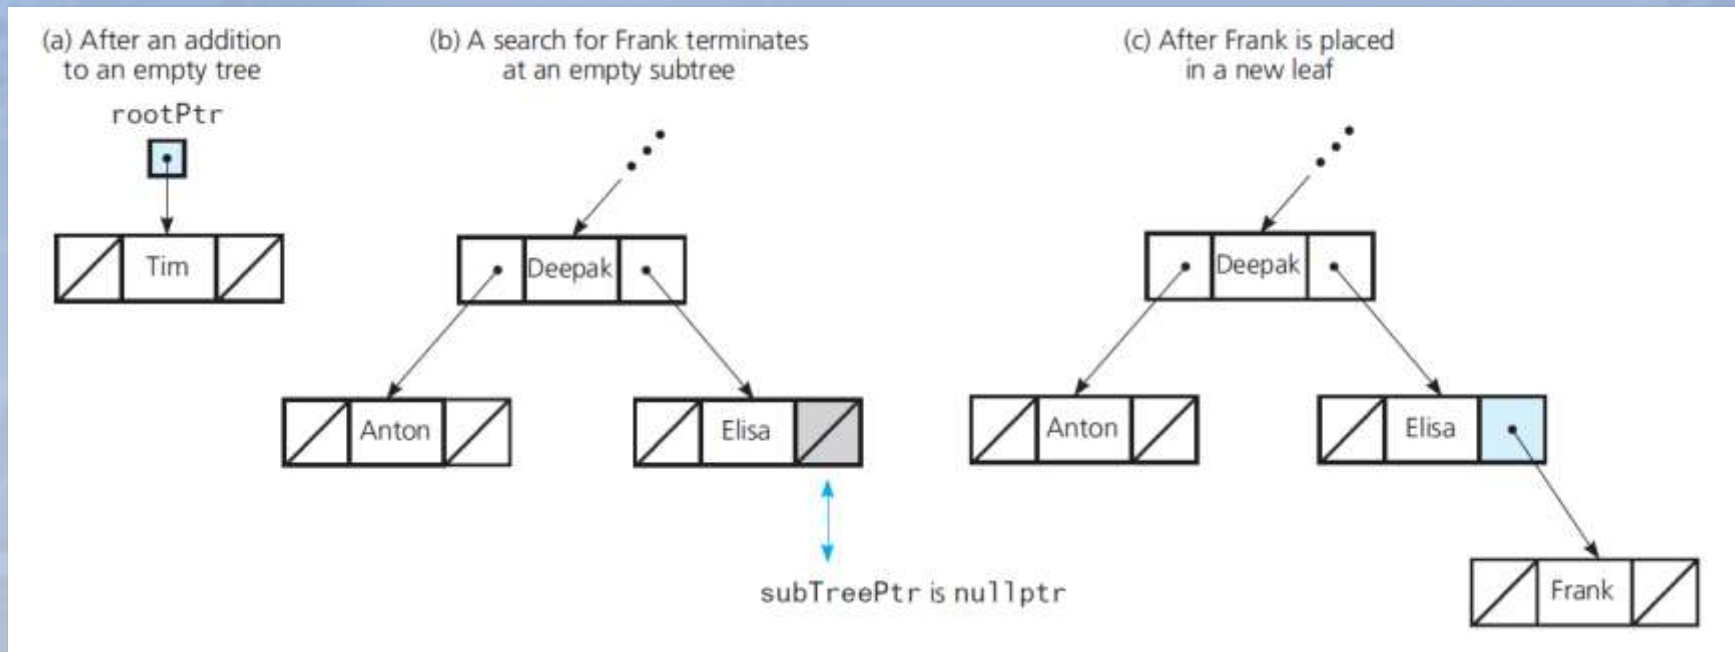 (a) After an addition
to an empty tree
rootPtr
Tim
(b) A search for Frank terminates
at an empty subtree
Deepak
Anton
Elisa
subTreePtr is nullptr
(c) After Frank is placed
in a new leaf
Deepak
Anton
Elisa
Frank